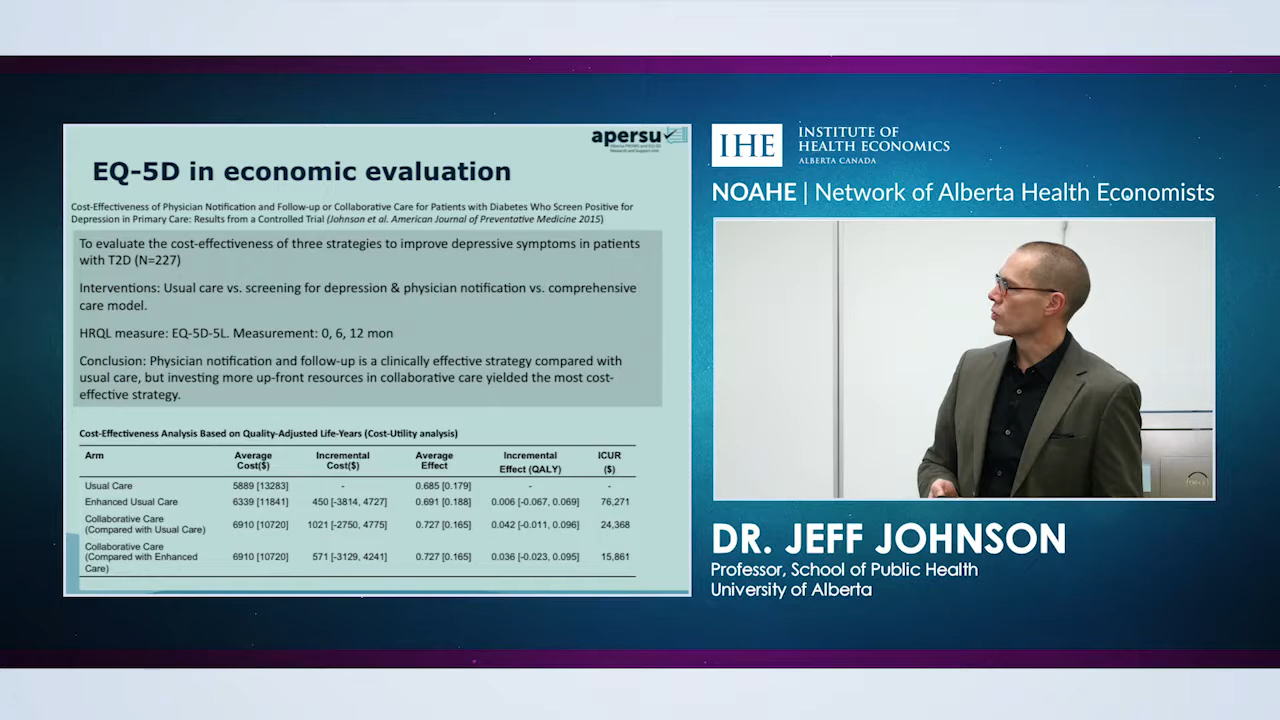 apersu
EQ-5D in economic evaluation
Cost-Effectiveness of Physician Notification and Follow-up or Collaborative Care for Patients with Diabetes Who Screen Positive for
Depression in Primary Care: Results from a Controlled Trial (Johnson et al. American Journal of Preventative Medicine 2015)
To evaluate the cost-effectiveness of three strategies to improve depressive symptoms in patients
with T2D (N=227)
Interventions: Usual care vs. screening for depression & physician notification vs. comprehensive
care model.
HRQL measure: EQ-5D-5L. Measurement: 0, 6, 12 mon
Conclusion: Physician notification and follow-up is a clinically effective strategy compared with
usual care, but investing more up-front resources in collaborative care yielded the most cost-
effective strategy.
Cost-Effectiveness Analysis Based on Quality-Adjusted Life-Years (Cost-Utility analysis)
Arm Average Cost($) Incremental Cost($) Average Effect Incremental Effect (QALY) ICUR ($)
Usual Care 5889 [13283] - 0.685 [0.179] - -
Enhanced Usual Care 6339 [11841] 450 [-3814, 4727] 0.691 [0.188] 0.006 [-0.067, 0.069] 76,271
Collaborative Care
(Compared with Usual Care) 6910 [10720] 1021 [-2750, 4775] 0.727 [0.165] 0.042 [-0.011, 0.096] 24,368
Collaborative Care
(Compared with Enhanced 6910 [10720] 571 [-3129, 4241] 0.727 [0.165] 0.036 [-0.023, 0.095] 15,861
Care)
IHE
INSTITUTE OF
HEALTH ECONOMICS
ALBERTA CANADA
NOAHE | Network of Alberta Health Economists
DR. JEFF JOHNSON
Professor, School of Public Health
University of Alberta